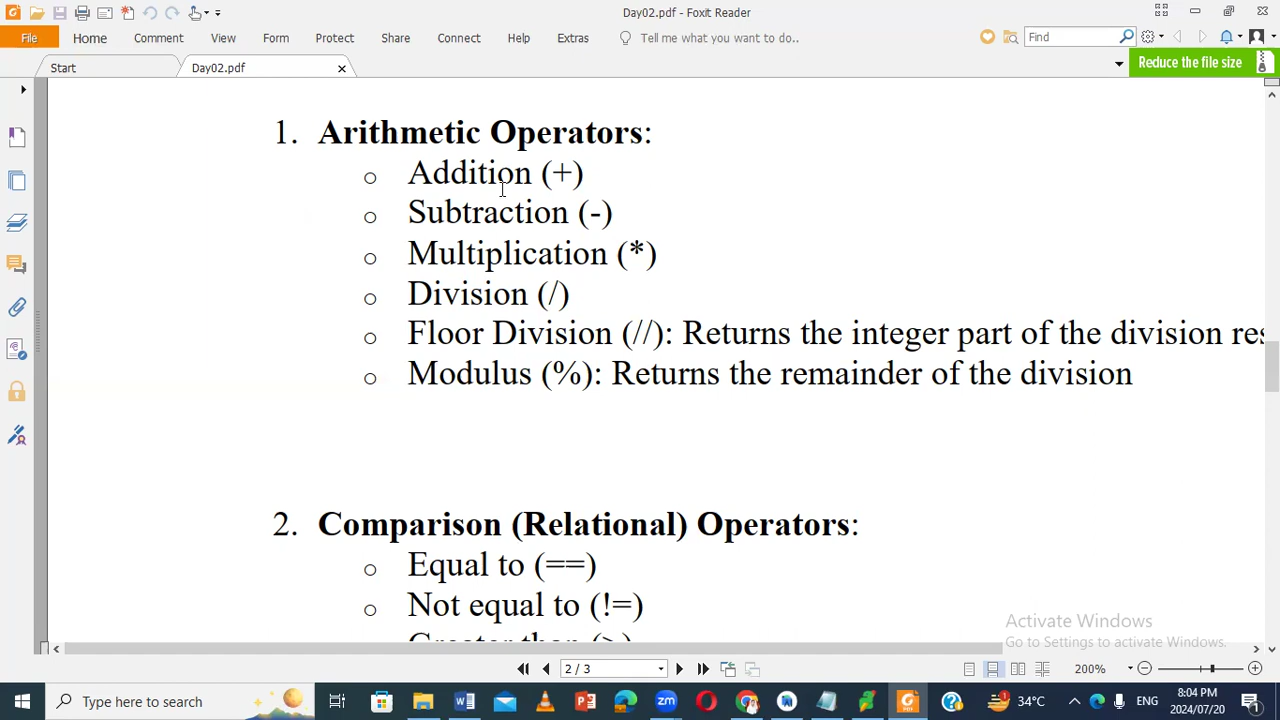 Day02.pdf - Foxit Reader
File Home Comment View Form Protect Share Connect Help Extras Tell me what you want to do.. Find
Start Day02.pdf Reduce the file size
1. Arithmetic Operators:
o Addition (+)
o Subtraction (-)
o Multiplication (*)
o Division (/)
o Floor Division (//): Returns the integer part of the division res
o Modulus (%): Returns the remainder of the division
2. Comparison (Relational) Operators:
o Equal to (==)
o Not equal to (!=)
Greater than (>)
Activate Windows
Go to Settings to activate Windows.
2 / 3 200%
Type here to search zoom 34°C ENG 8:04 PM
2024/07/20